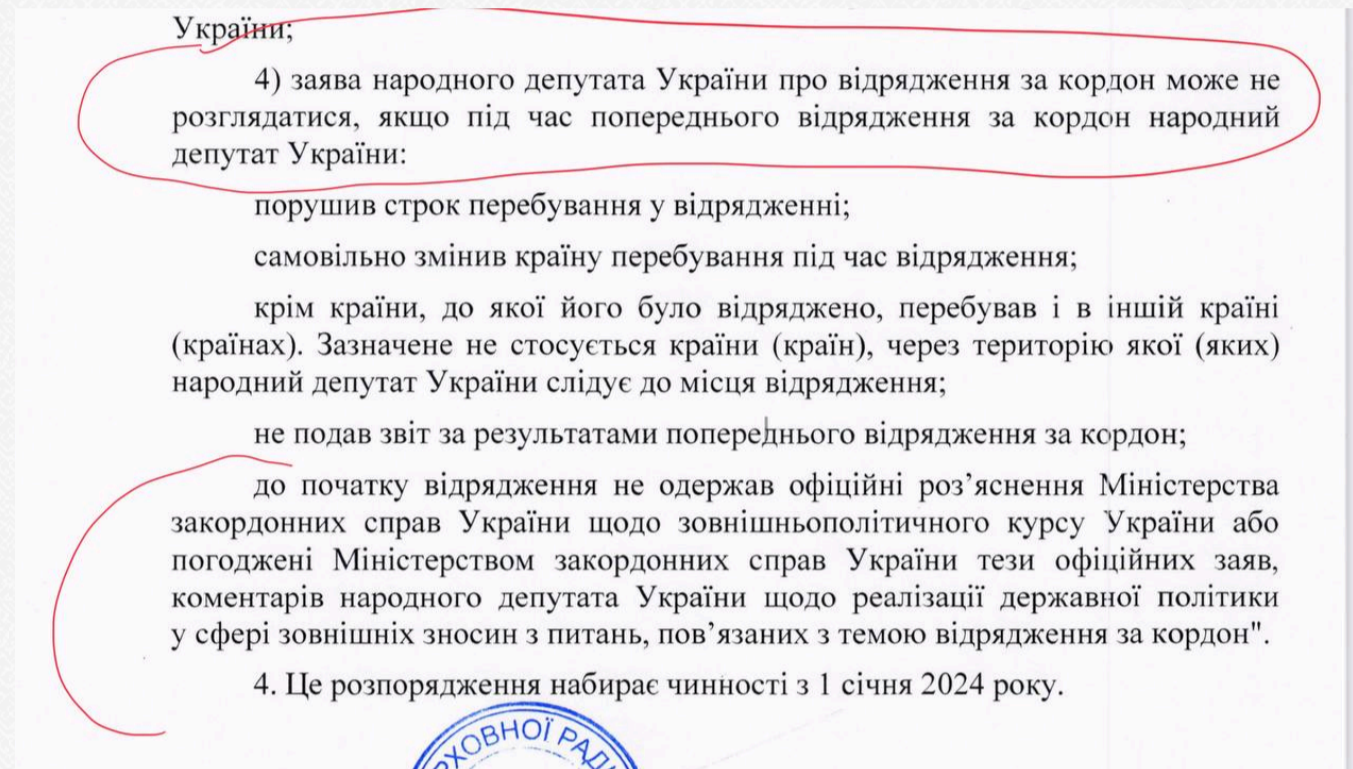 України;
4) заява народного депутата України про відрядження за кордон може не
розглядатися, якщо під час попереднього відрядження за кордон народний
депутат України:
порушив строк перебування у відрядженні;
самовільно змінив країну перебування під час відрядження;
крім країни, до якої його було відряджено, перебував і в іншій країні
(країнах). Зазначене не стосується країни (країн), через територію якої (яких)
народний депутат України слідує до місця відрядження;
не подав звіт за результатами попереднього відрядження за кордон;
до початку відрядження не одержав офіційні роз’яснення Міністерства
закордонних справ України щодо зовнішньополітичного курсу України або
погоджені Міністерством закордонних справ України тези офіційних заяв,
коментарів народного депутата України щодо реалізації державної політики
у сфері зовнішніх зносин з питань, пов’язаних з темою відрядження за кордон".
4. Це розпорядження набирає чинності з 1 січня 2024 року.